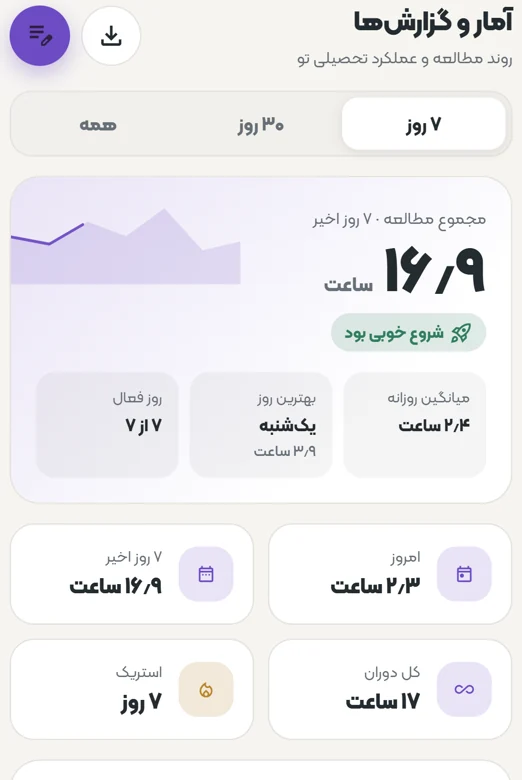 آمار و گزارش‌ها
روند مطالعه و عملکرد تحصیلی تو
۷ روز
۳۰ روز
همه
مجموع مطالعه · ۷ روز اخیر
۱۶٫۹ ساعت
شروع خوبی بود
میانگین روزانه
۲٫۴ ساعت
بهترین روز
یک‌شنبه
۳٫۹ ساعت
روز فعال
۷ از ۷
امروز
۲٫۳ ساعت
۷ روز اخیر
۱۶٫۹ ساعت
کل دوران
۱۷ ساعت
استریک
۷ روز